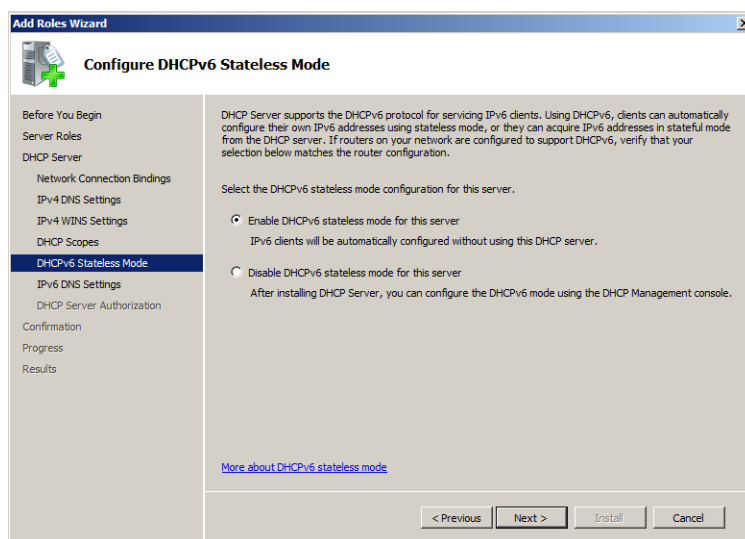 Add Roles Wizard
Configure DHCPv6 Stateless Mode
Before You Begin
Server Roles
DHCP Server
Network Connection Bindings
IPv4 DNS Settings
IPv4 WINS Settings
DHCP Scopes
DHCPv6 Stateless Mode
IPv6 DNS Settings
DHCP Server Authorization
Confirmation
Progress
Results
DHCP Server supports the DHCPv6 protocol for servicing IPv6 clients. Using DHCPv6, clients can automatically
configure their own IPv6 addresses using stateless mode, or they can acquire IPv6 addresses in stateful mode
from the DHCP server. If routers on your network are configured to support DHCPv6, verify that your
selection below matches the router configuration.
Select the DHCPv6 stateless mode configuration for this server.
Enable DHCPv6 stateless mode for this server
IPv6 clients will be automatically configured without using this DHCP server.
Disable DHCPv6 stateless mode for this server
After installing DHCP Server, you can configure the DHCPv6 mode using the DHCP Management console.
More about DHCPv6 stateless mode
< Previous Next > Install Cancel